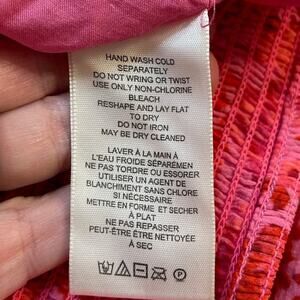 HAND WASH COLD
SEPARATELY
DO NOT WRING OR TWIST
USE ONLY NON-CHLORINE
BLEACH
RESHAPE AND LAY FLAT
TO DRY
DO NOT IRON
MAY BE DRY CLEANED
LAVER À LA MAIN À
L'EAU FROIDE SÉPARÉMEN
NE PAS TORDRE OU ESSORER
UTILISER UN AGENT DE
BLANCHIMENT SANS CHLORE
SI NÉCESSAIRE
METTRE EN FORME ET SECHER
À PLAT
NE PAS REPASSER
PEUT-ÊTRE ÊTRE NETTOYÉE
À SEC
P